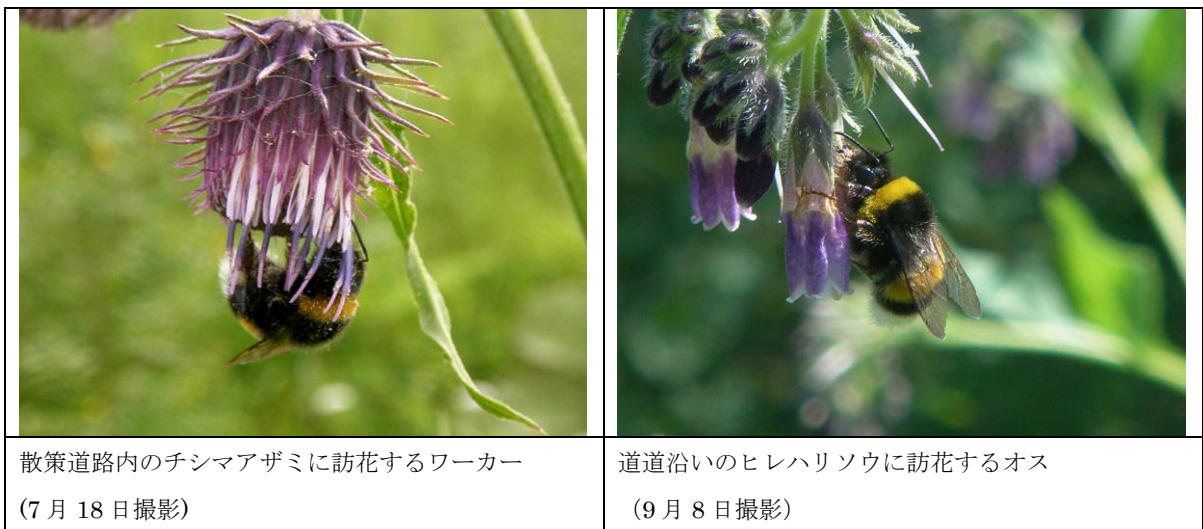 散策道路内のチシマアザミに訪花するワーカー
(7 月 18 日撮影)
道道沿いのヒレハリソウに訪花するオス
（9 月 8 日撮影）